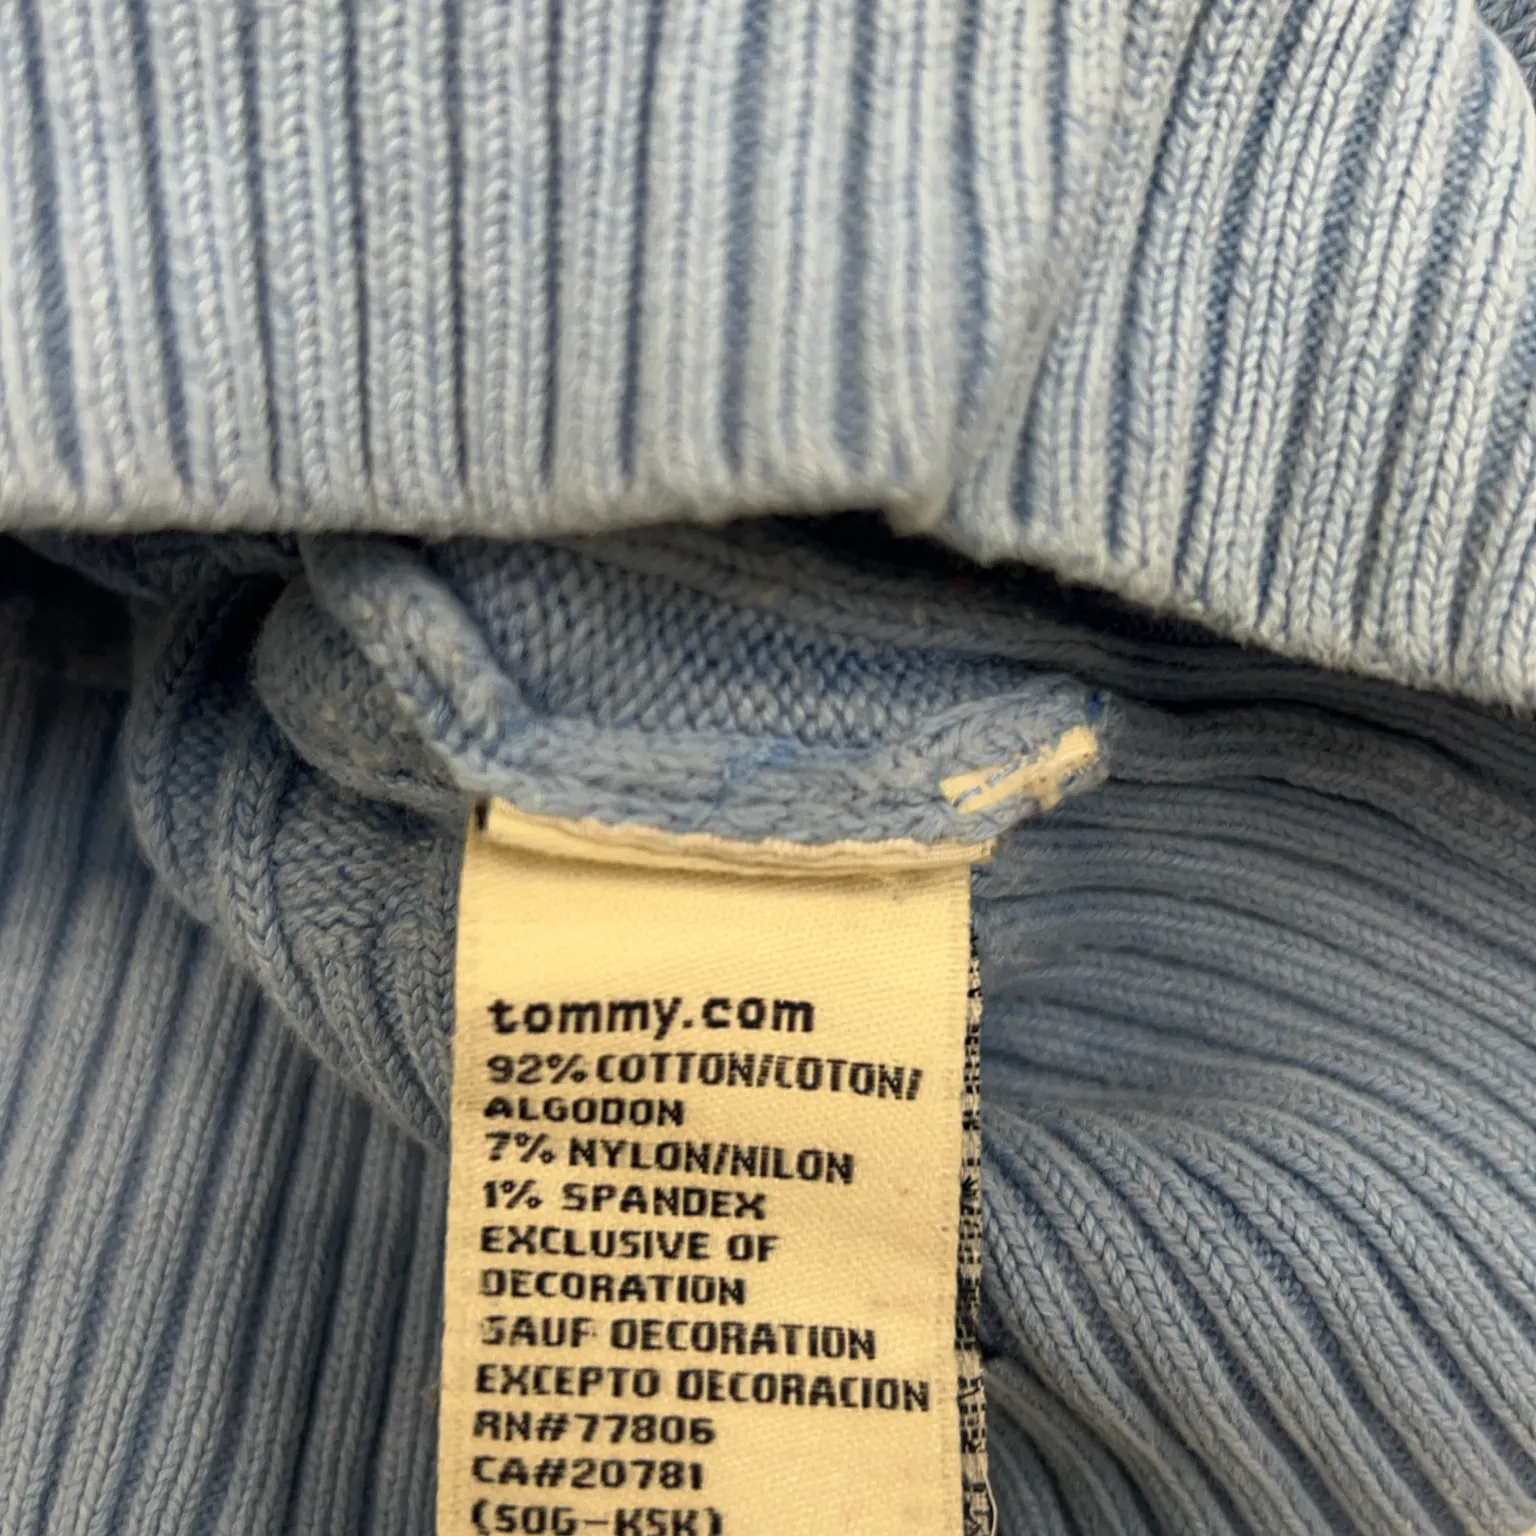 tommy.com
92% COTTON/COTON/
ALGODON
7% NYLON/NILON
1% SPANDEX
EXCLUSIVE OF
DECORATION
SAUF DECORATION
EXCEPTO DECORACION
RN#77806
CA#20781
(SOG-KSK)